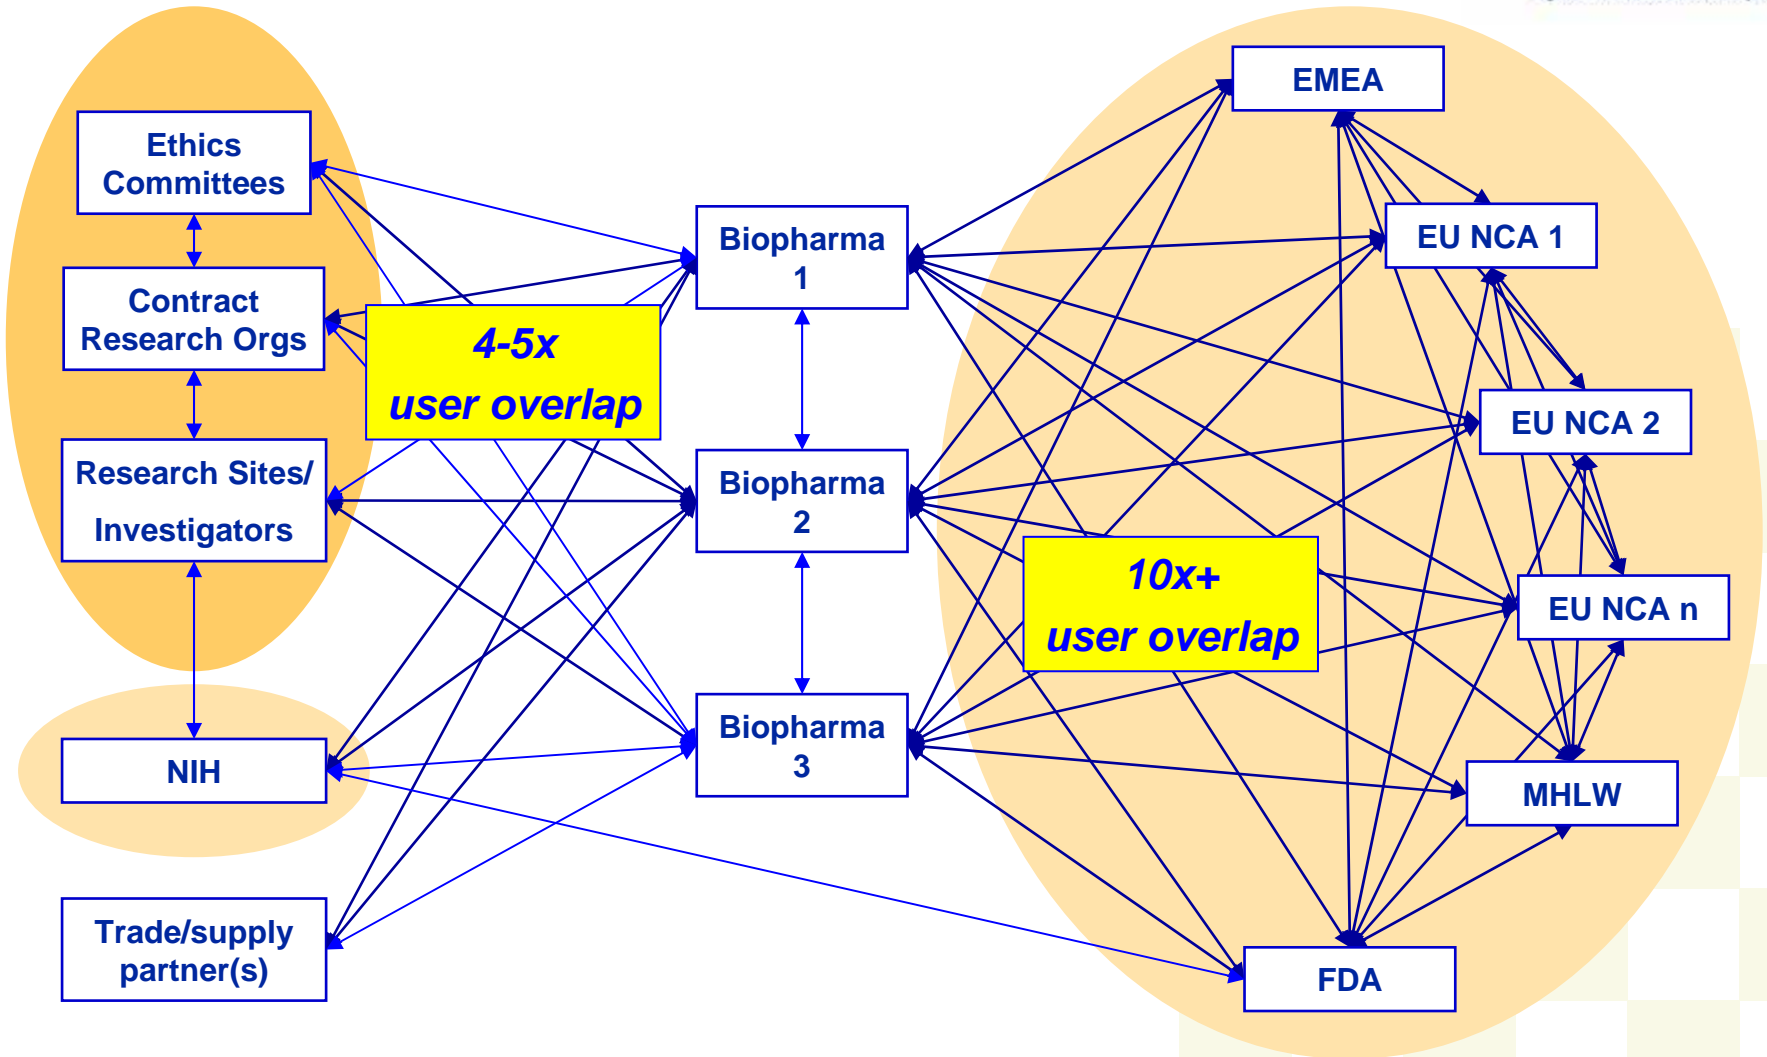 EMEA
Ethics
Committees
EU NCA 1
Biopharma
1
Contract
Research Orgs
4-5x
user overlap
EU NCA 2
Research Sites/
Investigators
Biopharma
2
10x+
user overlap
EU NCA n
Biopharma
3
NIH
MHLW
Trade/supply
partner(s)
FDA